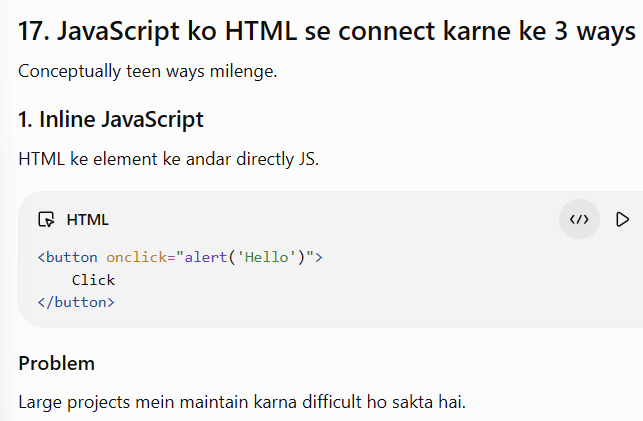 17. JavaScript ko HTML se connect karne ke 3 ways
Conceptually teen ways milenge.
1. Inline JavaScript
HTML ke element ke andar directly JS.
HTML
<button onclick="alert('Hello')">
    Click
</button>
Problem
Large projects mein maintain karna difficult ho sakta hai.